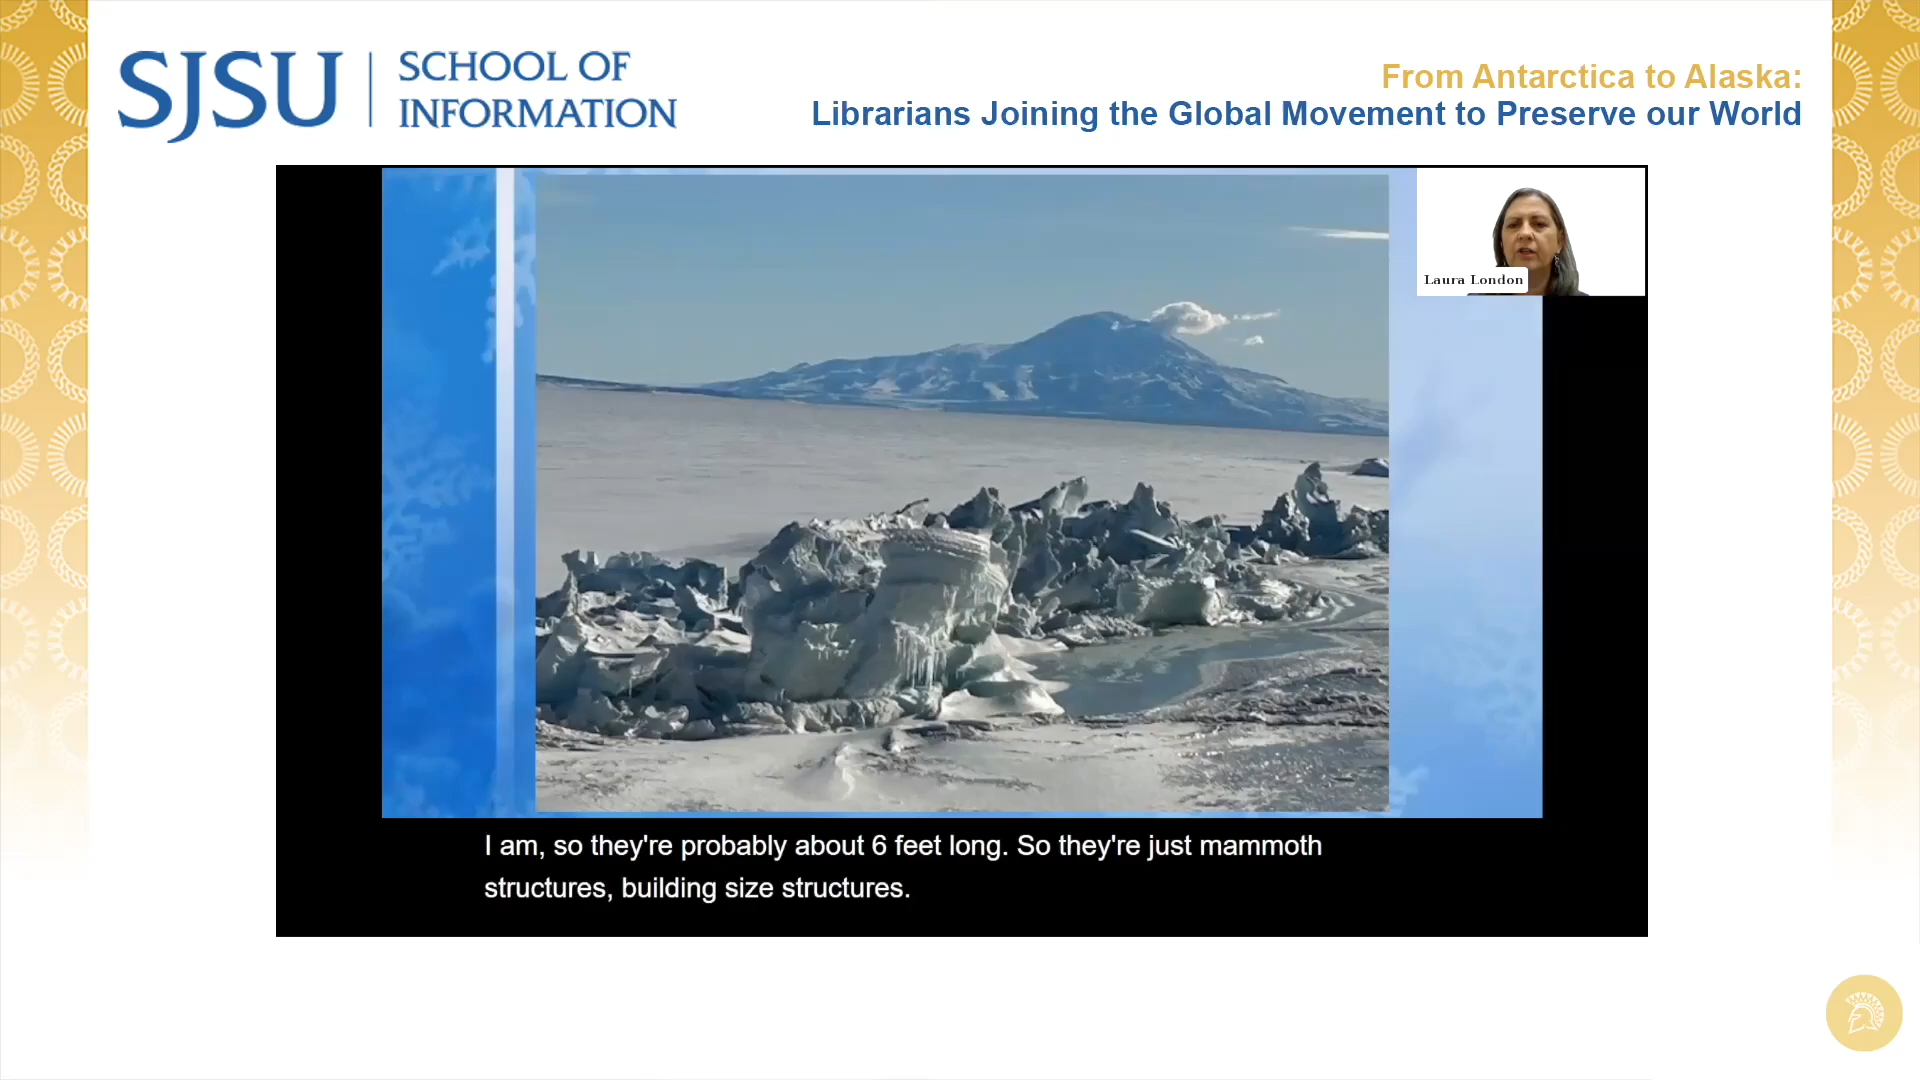 SJSU
SCHOOL OF
INFORMATION
From Antarctica to Alaska:
Librarians Joining the Global Movement to Preserve our World
Laura London
I am, so they're probably about 6 feet long. So they're just mammoth
structures, building size structures.